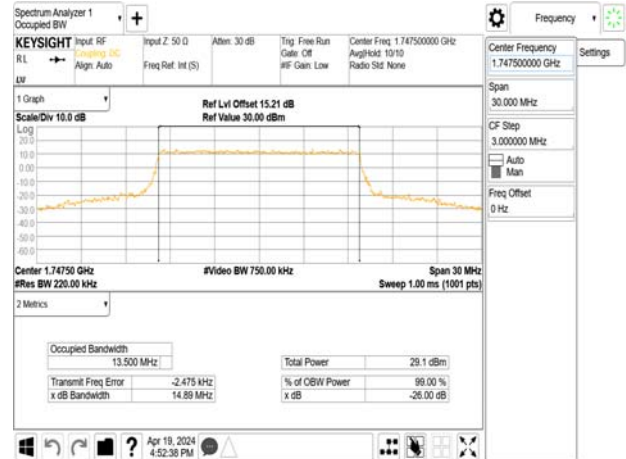 Spectrum Analyzer 1
Occupied BW
Frequency
KEYSIGHT
RL
Input: RF
Coupling: DC
Align: Auto
Input Z: 50 Ω
Freq Ref: Int (S)
Atten: 30 dB
Trig: Free Run
Gate: Off
#IF Gain: Low
Center Freq: 1.747500000 GHz
Avg|Hold: 10/10
Radio Std: None
1 Graph
Scale/Div 10.0 dB
Ref Lvl Offset 15.21 dB
Ref Value 30.00 dBm
Log
20.0
10.0
0.00
-10.0
-20.0
-30.0
-40.0
-50.0
-60.0
Center 1.74750 GHz
#Res BW 220.00 kHz
#Video BW 750.00 kHz
Span 30 MHz
Sweep 1.00 ms (1001 pts)
2 Metrics
Occupied Bandwidth
13.500 MHz
Total Power 29.1 dBm
Transmit Freq Error -2.475 kHz
% of OBW Power 99.00 %
x dB Bandwidth 14.89 MHz
x dB -26.00 dB
Apr 19, 2024
4:52:38 PM
Center Frequency
1.747500000 GHz
Settings
Span
30.000 MHz
CF Step
3.000000 MHz
Auto
Man
Freq Offset
0 Hz